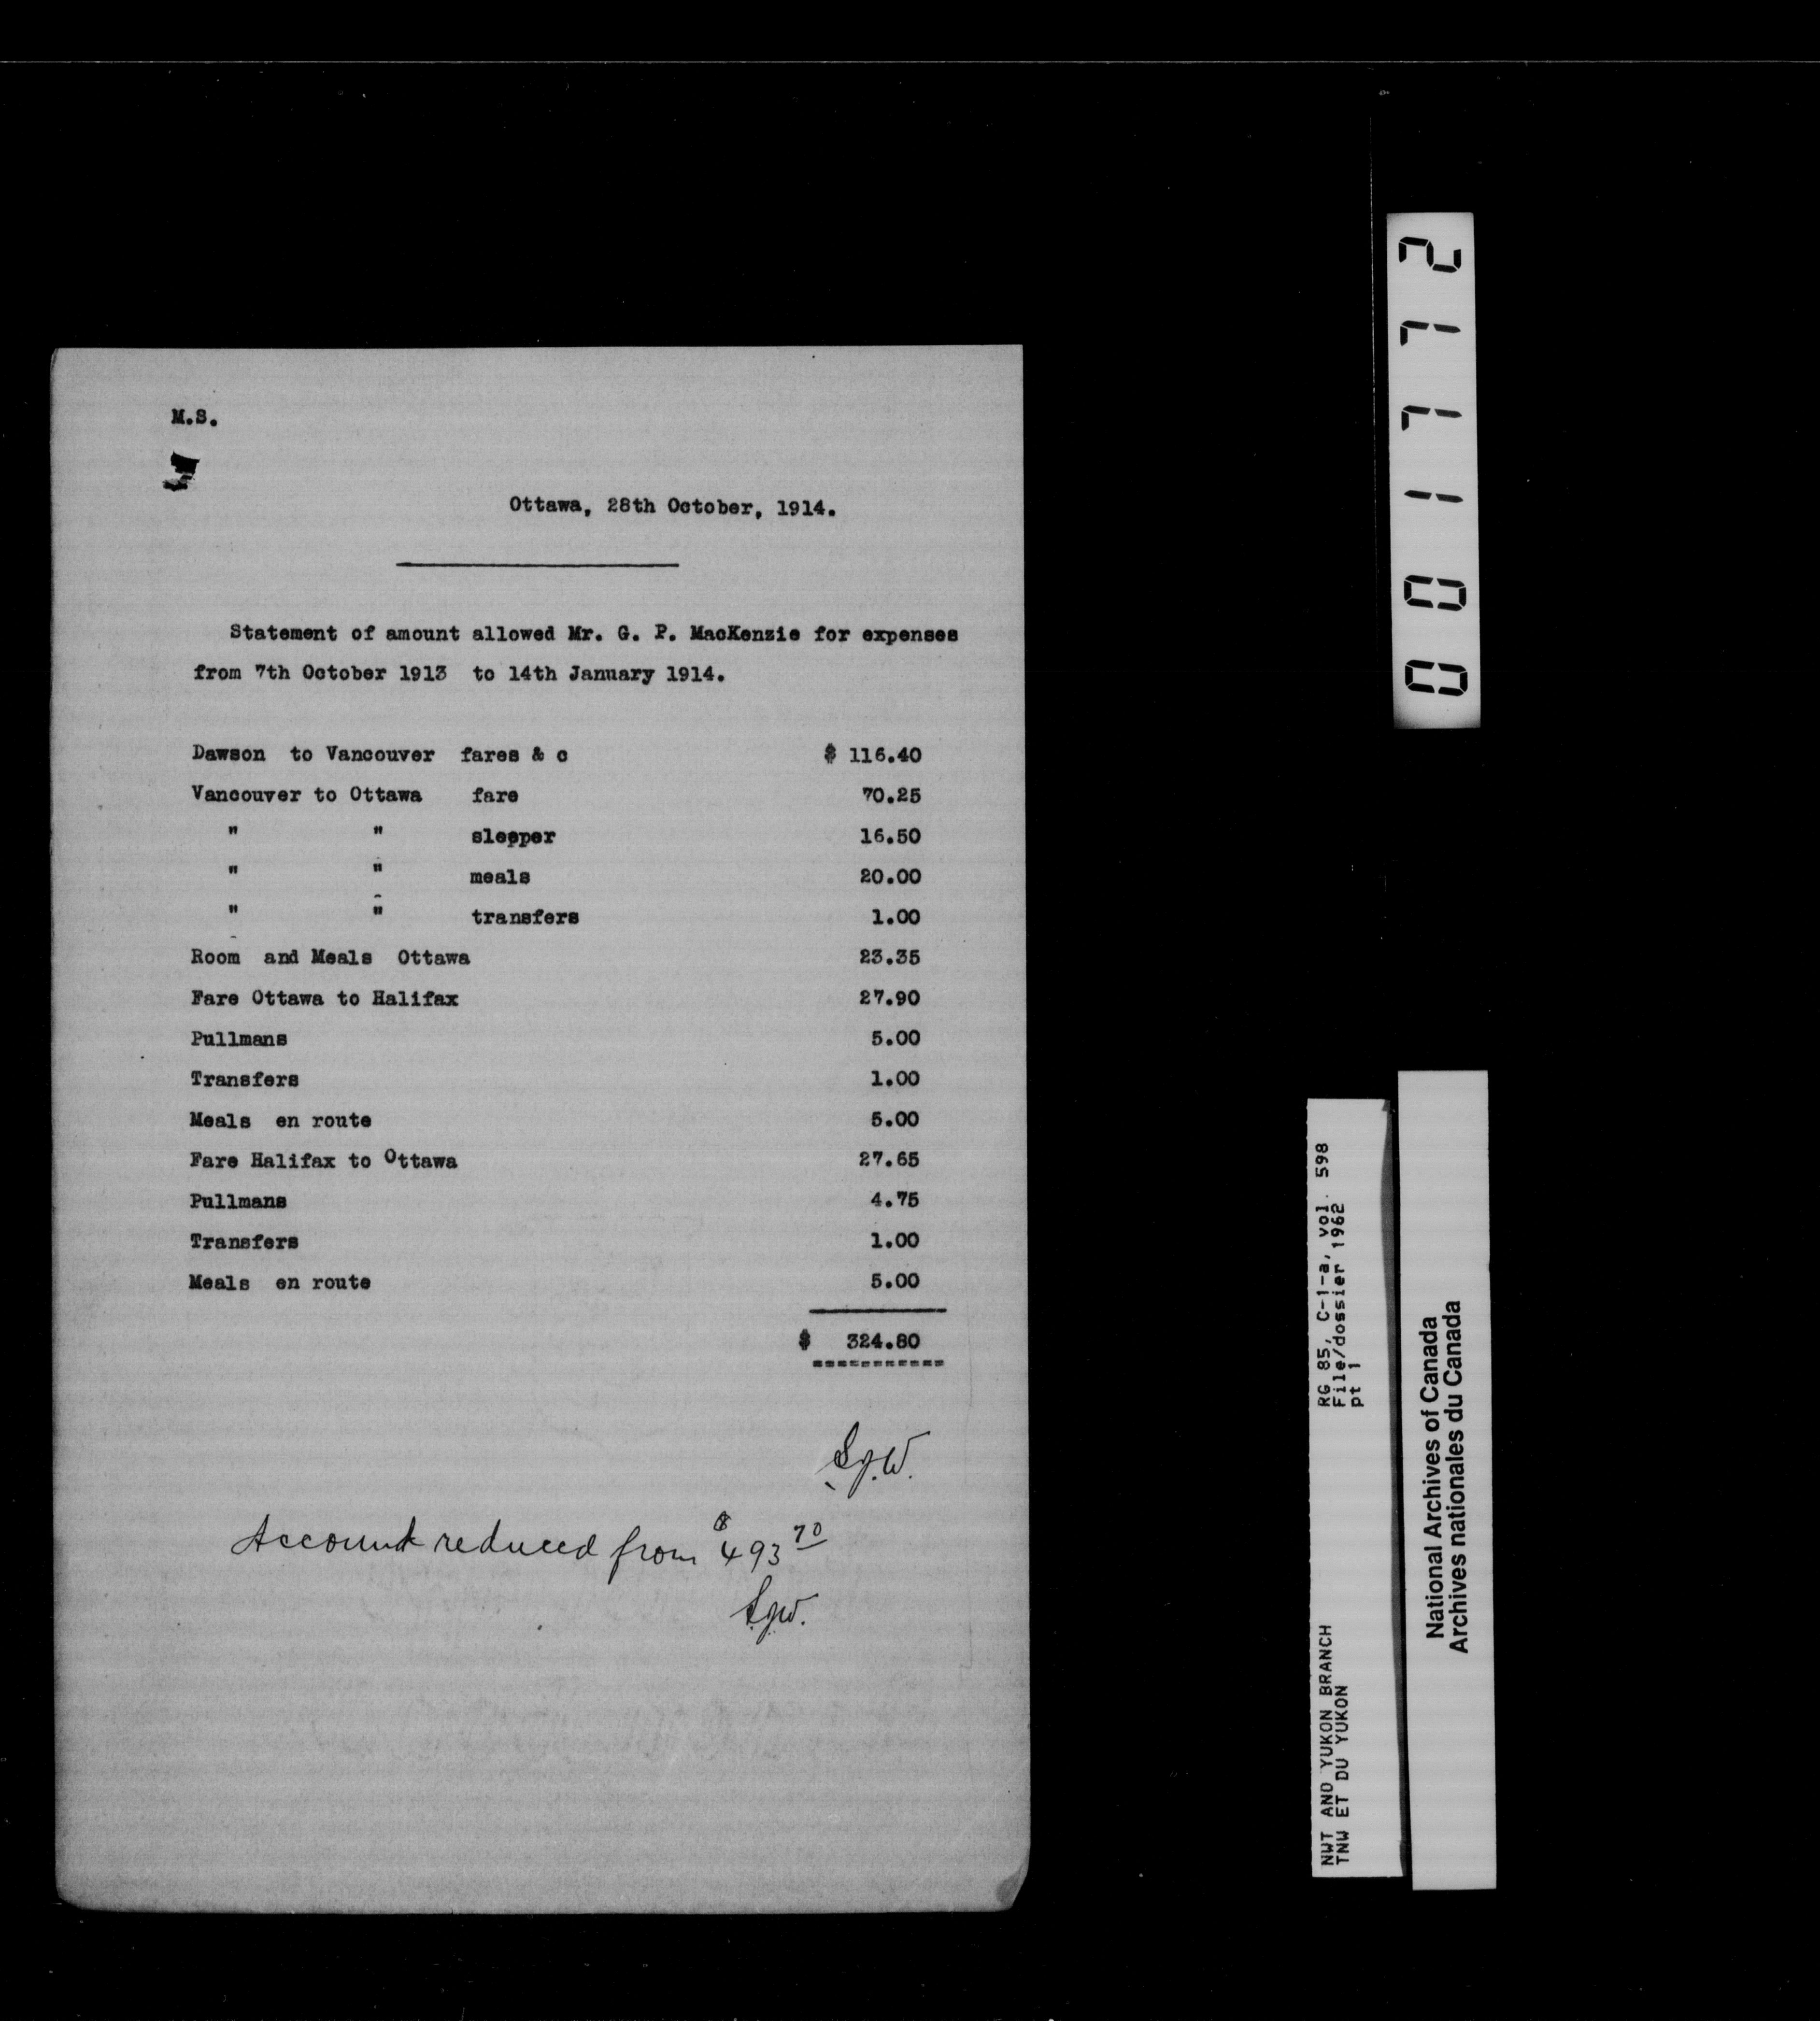 M.S.
Ottawa, 28th October, 1914.
Statement of amount allowed Mr. G. P. MacKenzie for expenses
from 7th October 1913 to 14th January 1914.
Dawson to Vancouver fares & c $ 116.40
Vancouver to Ottawa fare 70.25
" " sleeper 16.50
" " meals 20.00
" " transfers 1.00
Room and Meals Ottawa 23.35
Fare Ottawa to Halifax 27.90
Pullmans 5.00
Transfers 1.00
Meals en route 5.00
Fare Halifax to Ottawa 27.65
Pullmans 4.75
Transfers 1.00
Meals en route 5.00
$ 324.80
Account reduced from $493 70
001772
RG 85, C-1-a, vol. 598
File/dossier 1962
pt 1
NWT AND YUKON BRANCH
TNW ET DU YUKON
National Archives of Canada
Archives nationales du Canada